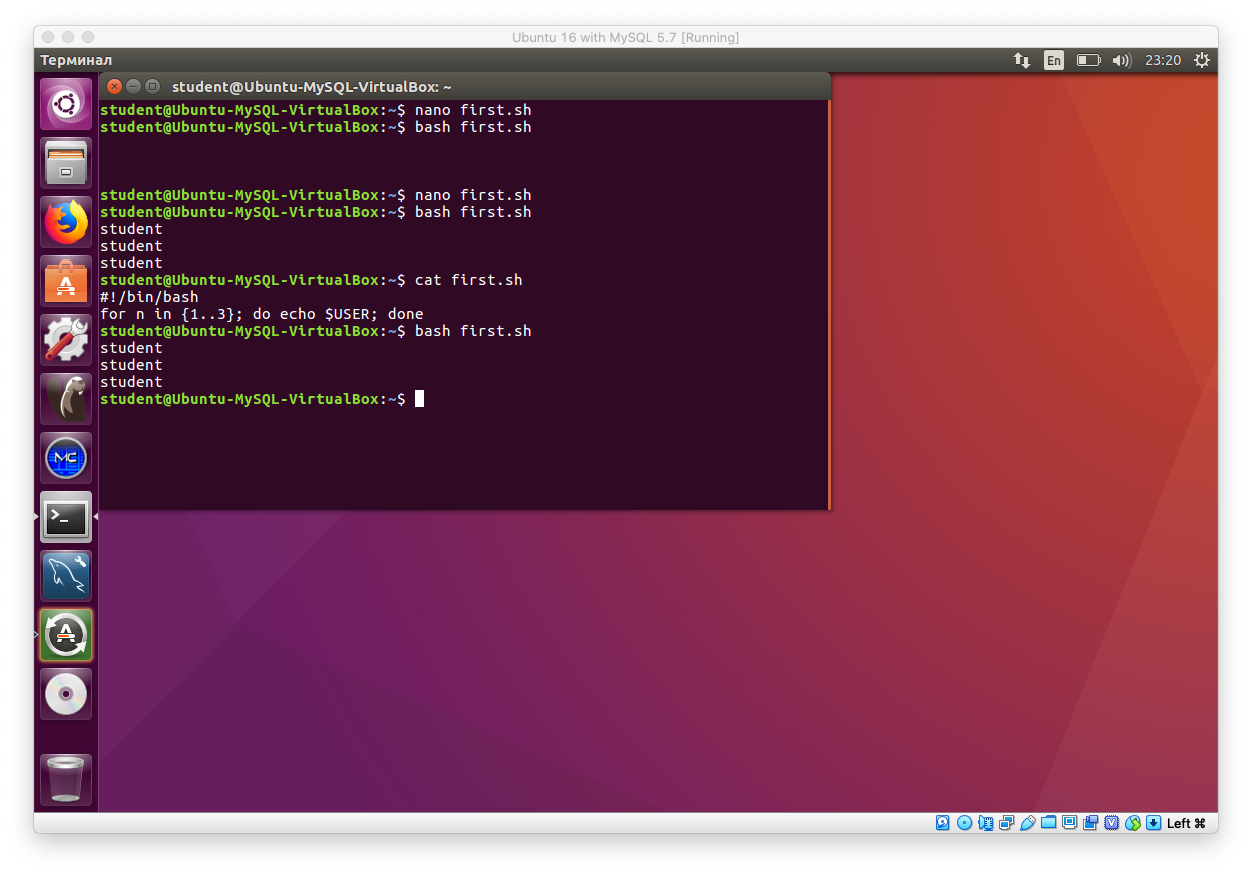 Ubuntu 16 with MySQL 5.7 [Running]
Терминал
En
23:20
student@Ubuntu-MySQL-VirtualBox: ~
student@Ubuntu-MySQL-VirtualBox:~$ nano first.sh
student@Ubuntu-MySQL-VirtualBox:~$ bash first.sh
student@Ubuntu-MySQL-VirtualBox:~$ nano first.sh
student@Ubuntu-MySQL-VirtualBox:~$ bash first.sh
student
student
student
student@Ubuntu-MySQL-VirtualBox:~$ cat first.sh
#!/bin/bash
for n in {1..3}; do echo $USER; done
student@Ubuntu-MySQL-VirtualBox:~$ bash first.sh
student
student
student
student@Ubuntu-MySQL-VirtualBox:~$
MC
Left ⌘